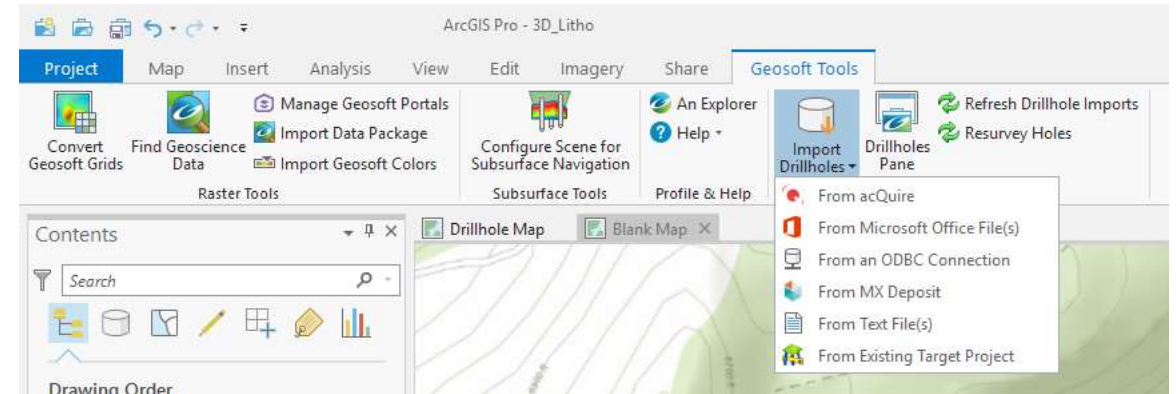 ArcGIS Pro - 3D_Litho
Project Map Insert Analysis View Edit Imagery Share Geosoft Tools
Convert
Geosoft Grids
Find Geoscience
Data
Manage Geosoft Portals
Import Data Package
Import Geosoft Colors
Raster Tools
Configure Scene for
Subsurface Navigation
Subsurface Tools
An Explorer
Help
Profile & Help
Import
Drillholes
Drillholes
Pane
Refresh Drillhole Imports
Resurvey Holes
From acQuire
From Microsoft Office File(s)
From an ODBC Connection
From MX Deposit
From Text File(s)
From Existing Target Project
Contents
Search
Drawing Order
Drillhole Map
Blank Map